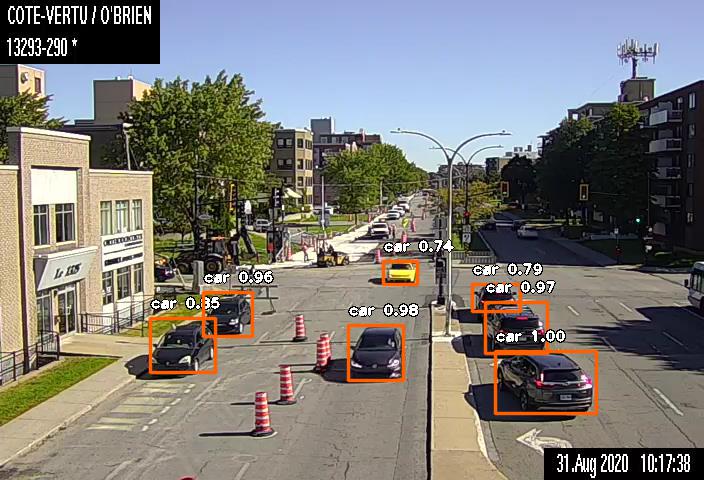 COTE-VERTU / O'BRIEN
13293-290 *
car 0.74
car 0.96
car 0.79
car 0.97
car 0.85
car 0.98
car 1.00
Le 1125
31.Aug 2020 10:17:38